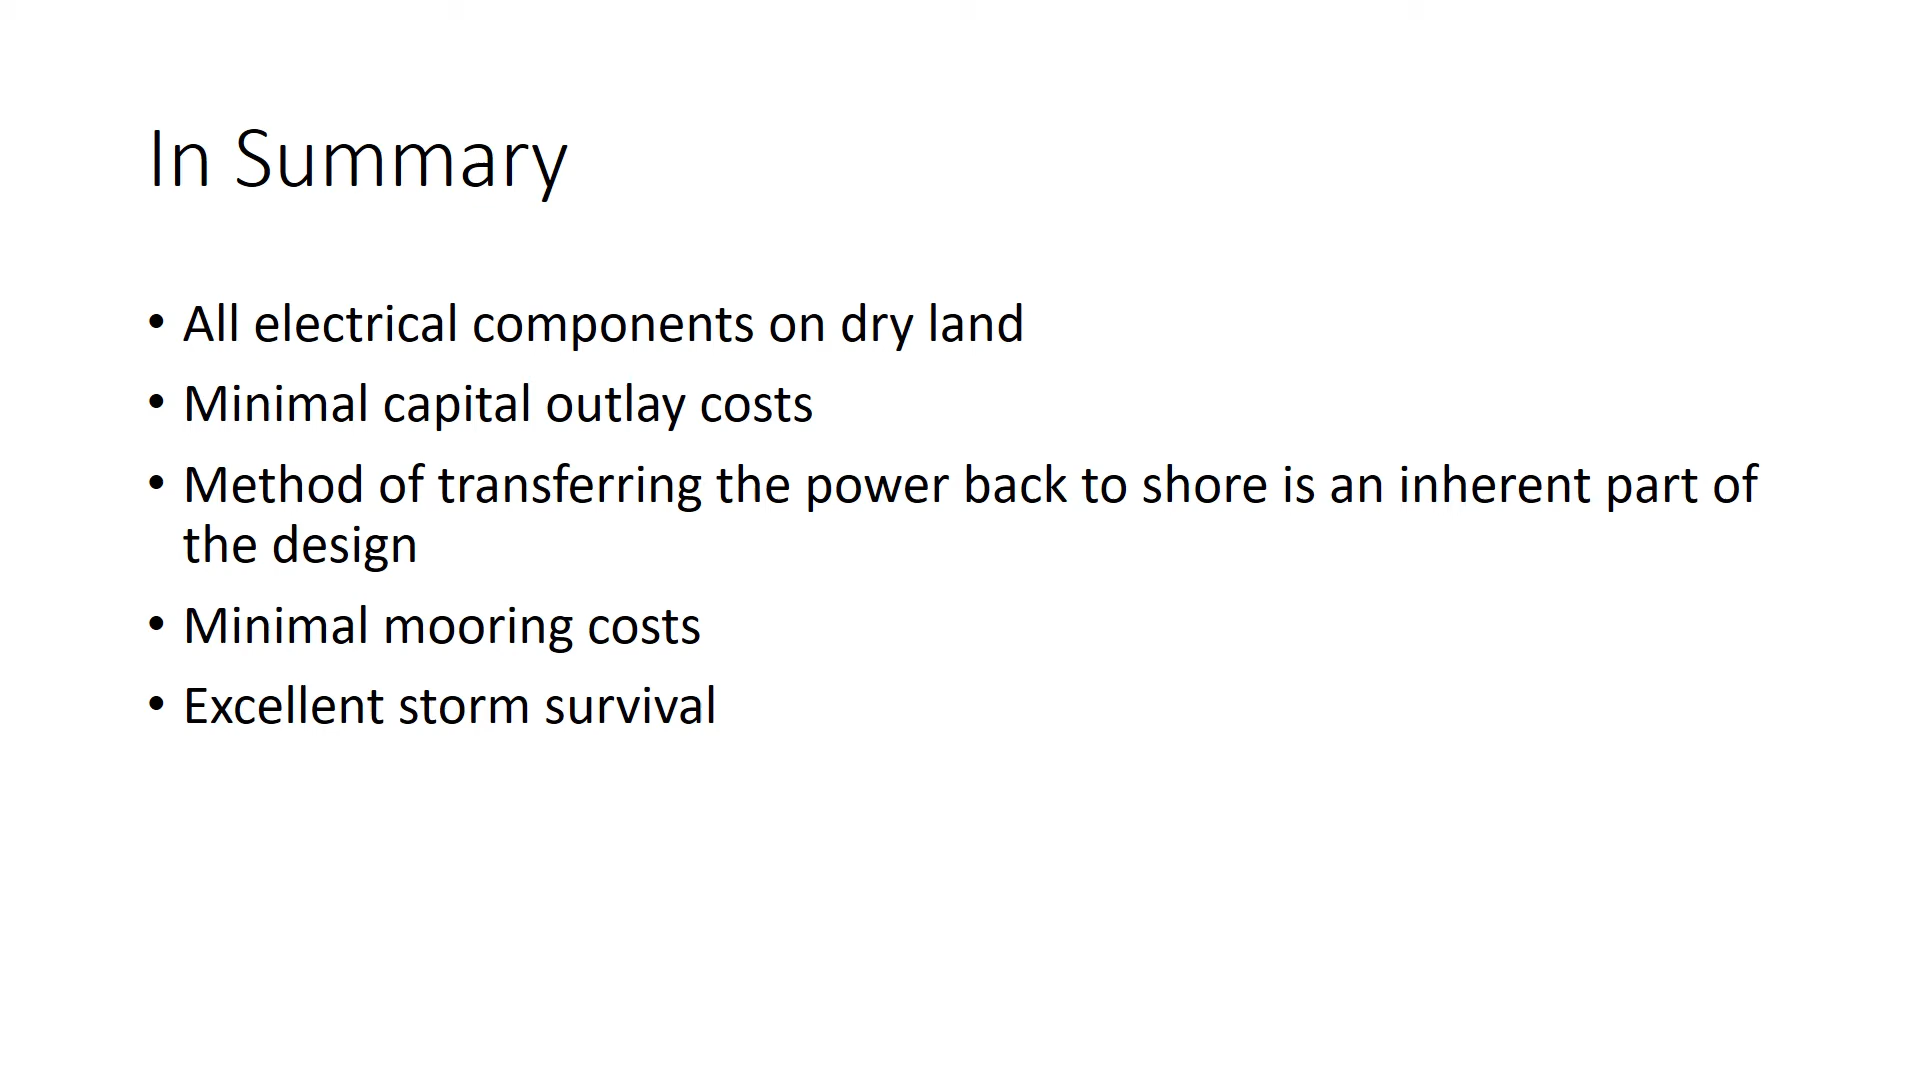 In Summary
• All electrical components on dry land
• Minimal capital outlay costs
• Method of transferring the power back to shore is an inherent part of
the design
• Minimal mooring costs
• Excellent storm survival